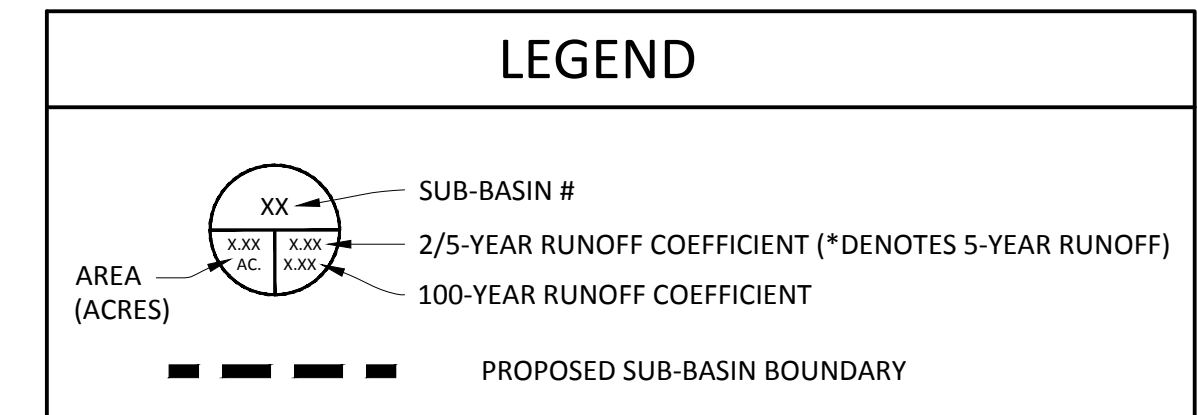 LEGEND
XX
SUB-BASIN #
X.XX X.XX
2/5-YEAR RUNOFF COEFFICIENT (*DENOTES 5-YEAR RUNOFF)
AC. X.XX
AREA
(ACRES)
100-YEAR RUNOFF COEFFICIENT
PROPOSED SUB-BASIN BOUNDARY